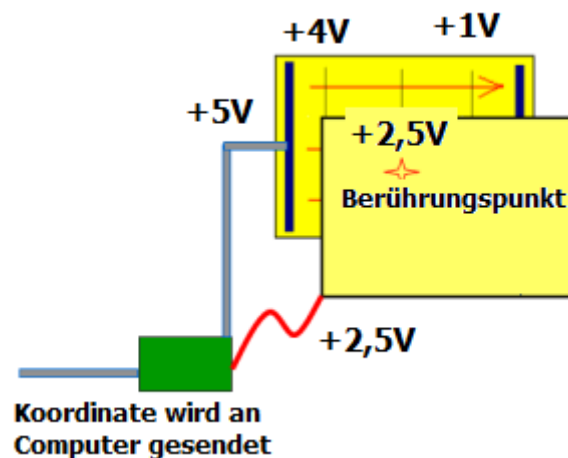 +4V
+1V
+5V
+2,5V
Berührungspunkt
+2,5V
Koordinate wird an
Computer gesendet